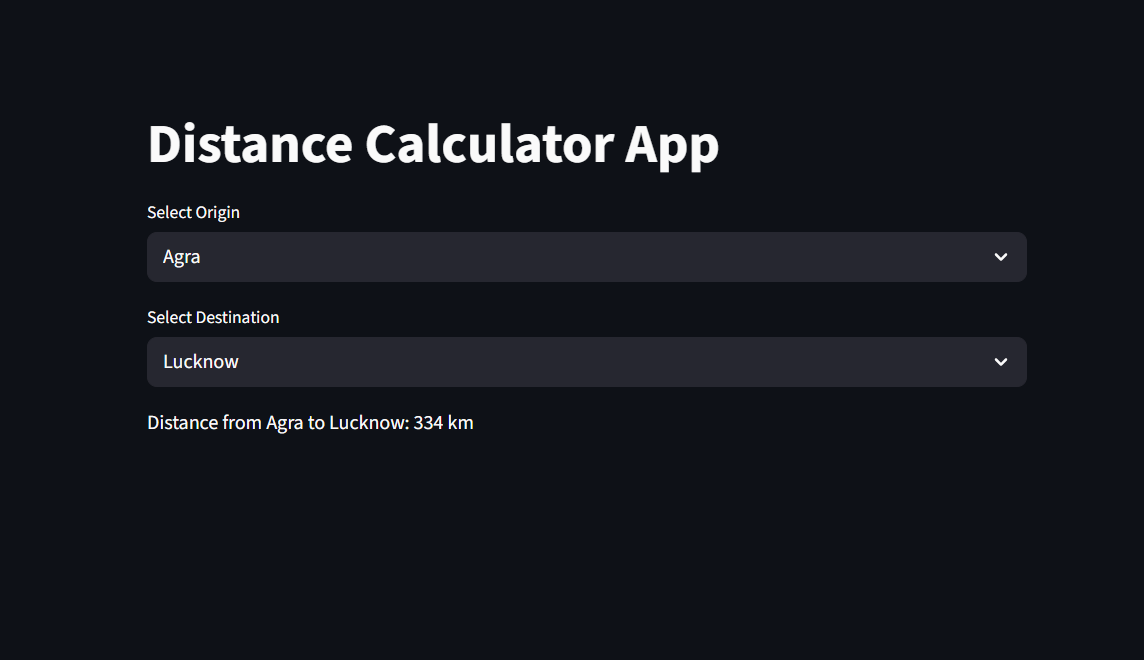 Distance Calculator App
Select Origin
Agra
Select Destination
Lucknow
Distance from Agra to Lucknow: 334 km